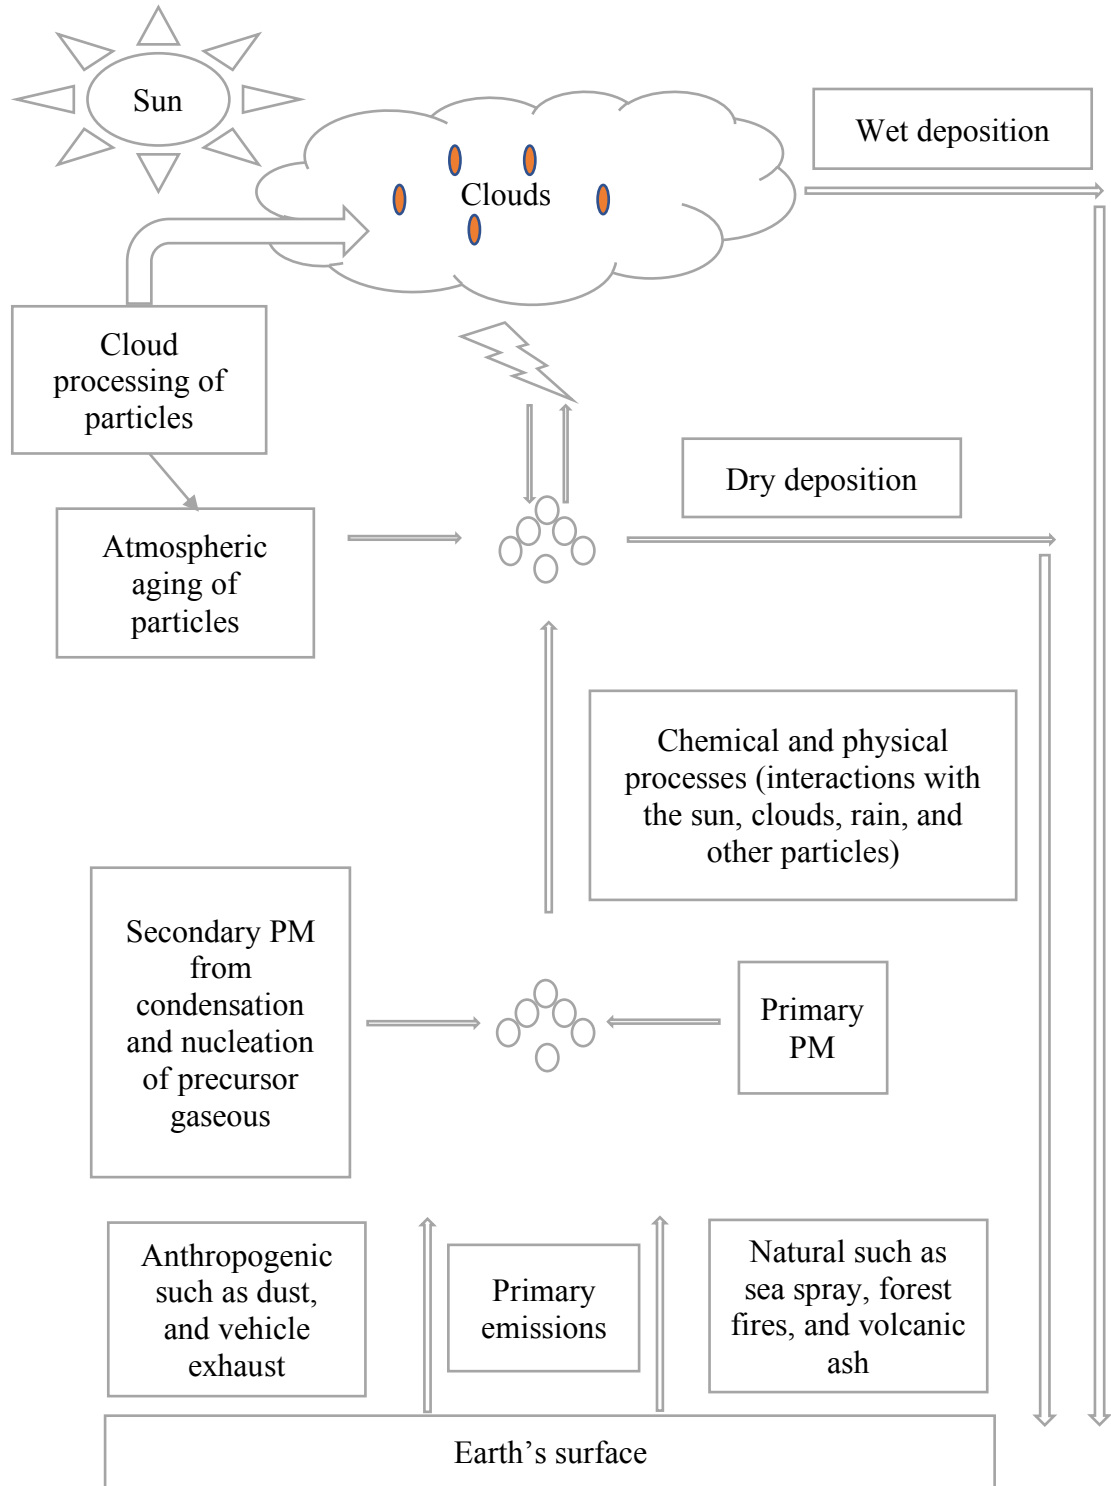 Sun
Clouds
Wet deposition
Cloud
processing of
particles
Dry deposition
Atmospheric
aging of
particles
Chemical and physical
processes (interactions with
the sun, clouds, rain, and
other particles)
Secondary PM
from
condensation
and nucleation
of precursor
gaseous
Primary
PM
Anthropogenic
such as dust,
and vehicle
exhaust
Primary
emissions
Natural such as
sea spray, forest
fires, and volcanic
ash
Earth’s surface